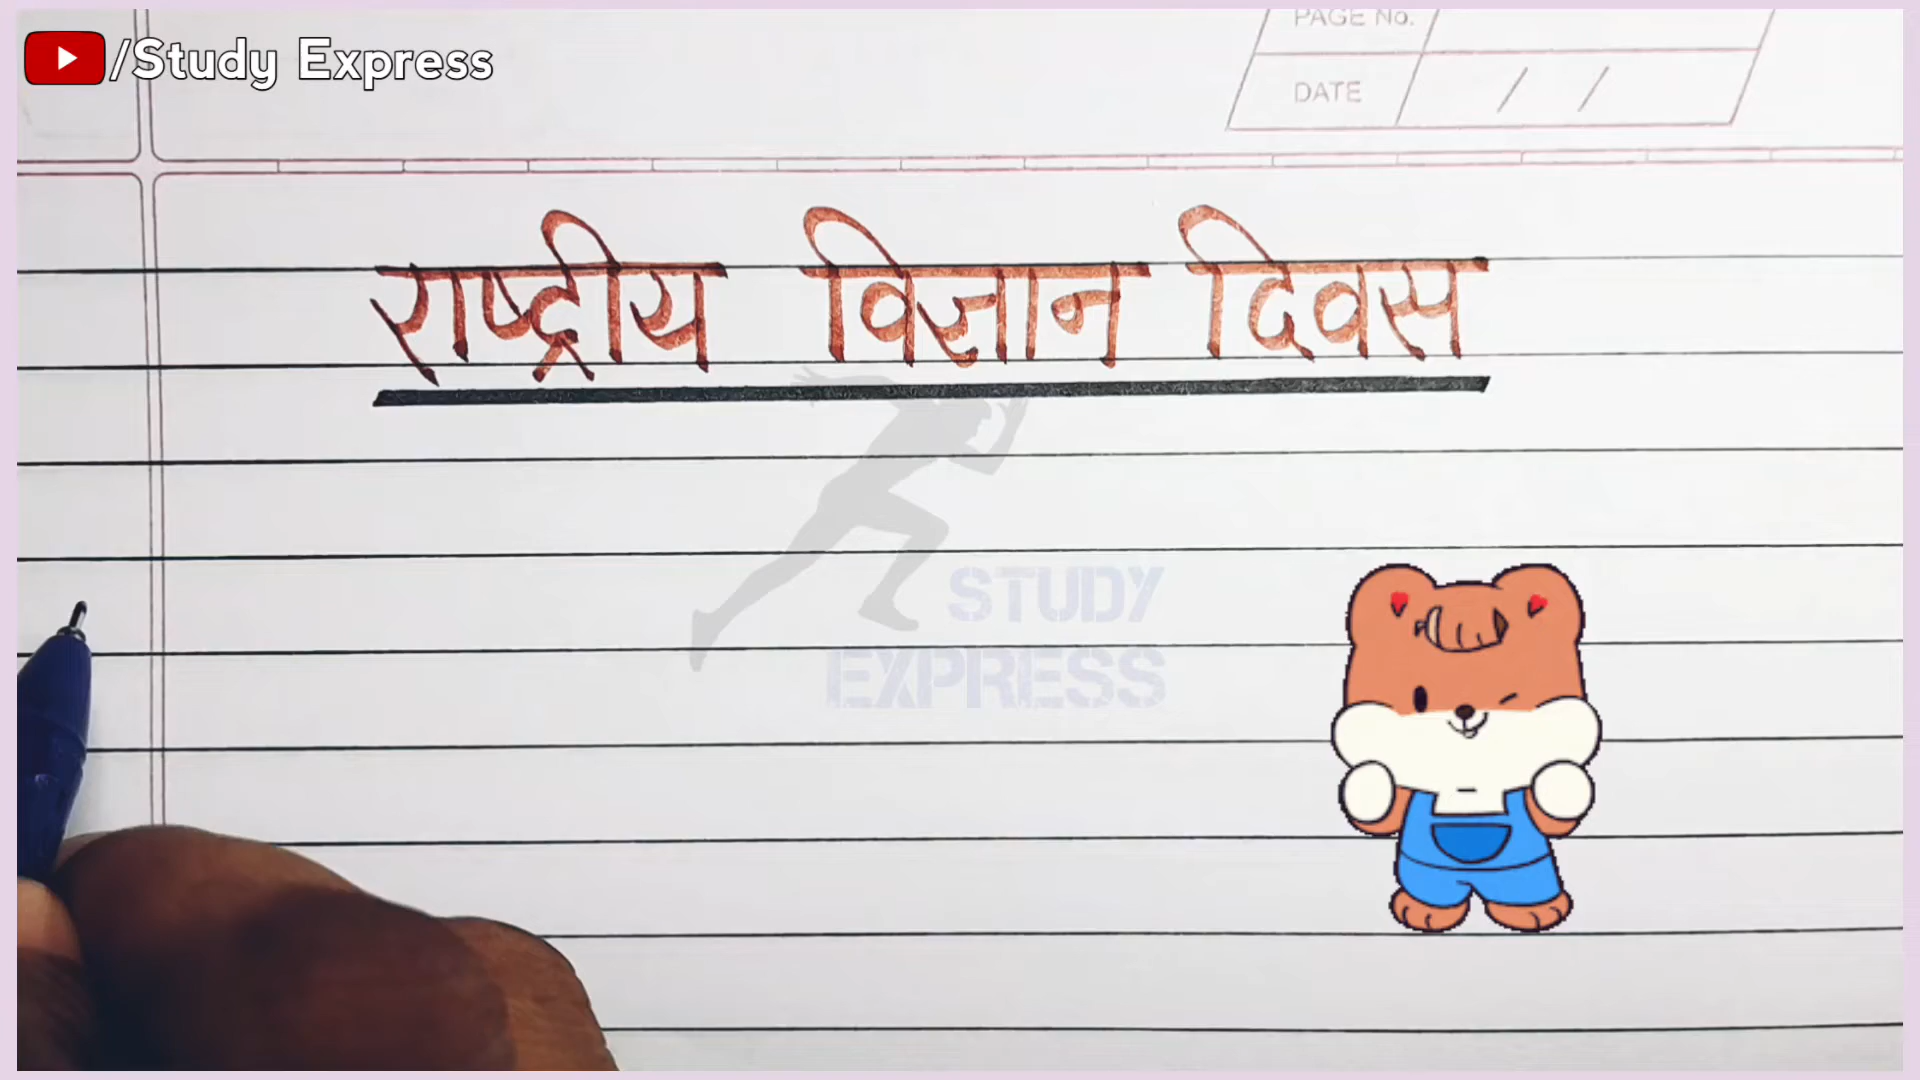 /Study Express
PAGE No.
DATE / /
राष्ट्रीय विज्ञान दिवस
STUDY
EXPRESS